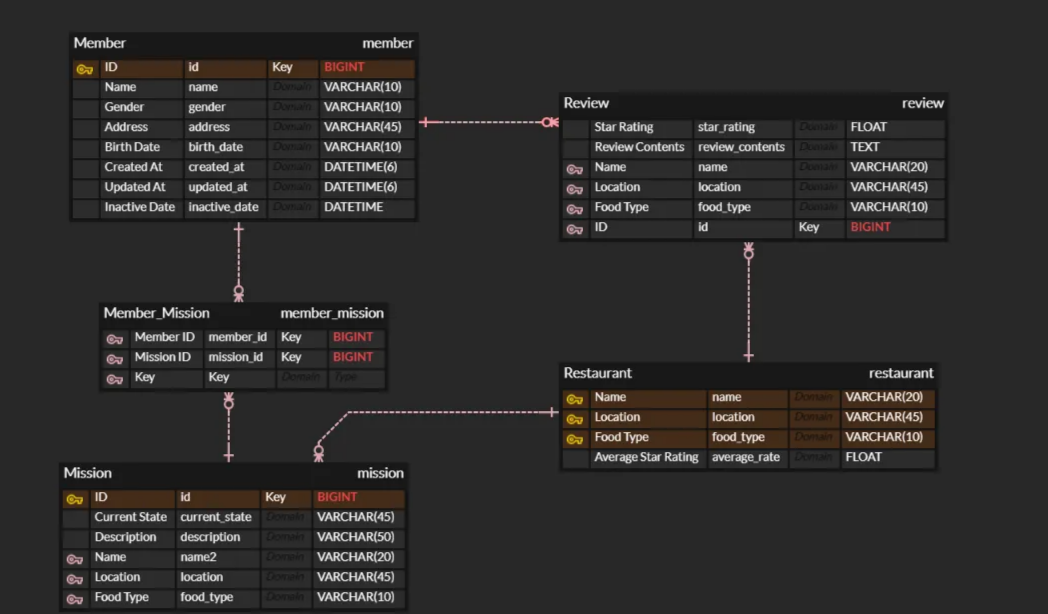 Member member
ID id Key BIGINT
Name name Domain VARCHAR(10)
Gender gender Domain VARCHAR(10)
Address address Domain VARCHAR(45)
Birth Date birth_date Domain VARCHAR(10)
Created At created_at Domain DATETIME(6)
Updated At updated_at Domain DATETIME(6)
Inactive Date inactive_date Domain DATETIME
Review review
Star Rating star_rating Domain FLOAT
Review Contents review_contents Domain TEXT
Name name Domain VARCHAR(20)
Location location Domain VARCHAR(45)
Food Type food_type Domain VARCHAR(10)
ID id Key BIGINT
Member_Mission member_mission
Member ID member_id Key BIGINT
Mission ID mission_id Key BIGINT
Key Key Domain Type
Restaurant restaurant
Name name Domain VARCHAR(20)
Location location Domain VARCHAR(45)
Food Type food_type Domain VARCHAR(10)
Average Star Rating average_rate Domain FLOAT
Mission mission
ID id Key BIGINT
Current State current_state Domain VARCHAR(45)
Description description Domain VARCHAR(50)
Name name2 Domain VARCHAR(20)
Location location Domain VARCHAR(45)
Food Type food_type Domain VARCHAR(10)